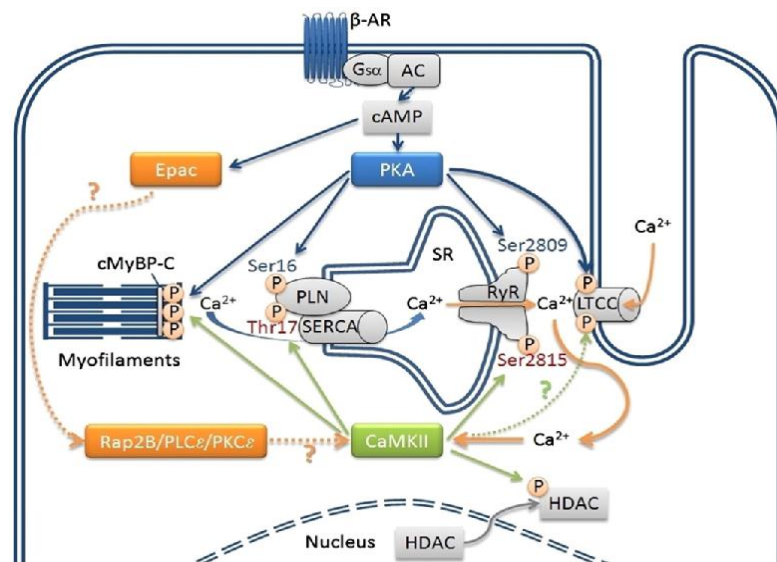 β-AR
Gsα
AC
cAMP
Epac
PKA
?
Ser2809
Ca²⁺
SR
cMyBP-C
Ser16
P
P
P
P
P
P
PLN
Ca²⁺
Ca²⁺
RyR
Ca²⁺
LTCC
P
P
Thr17
SERCA
P
P
Myofilaments
Ser2815
?
Rap2B/PLCε/PKCε
?
CaMKII
Ca²⁺
P
HDAC
Nucleus
HDAC